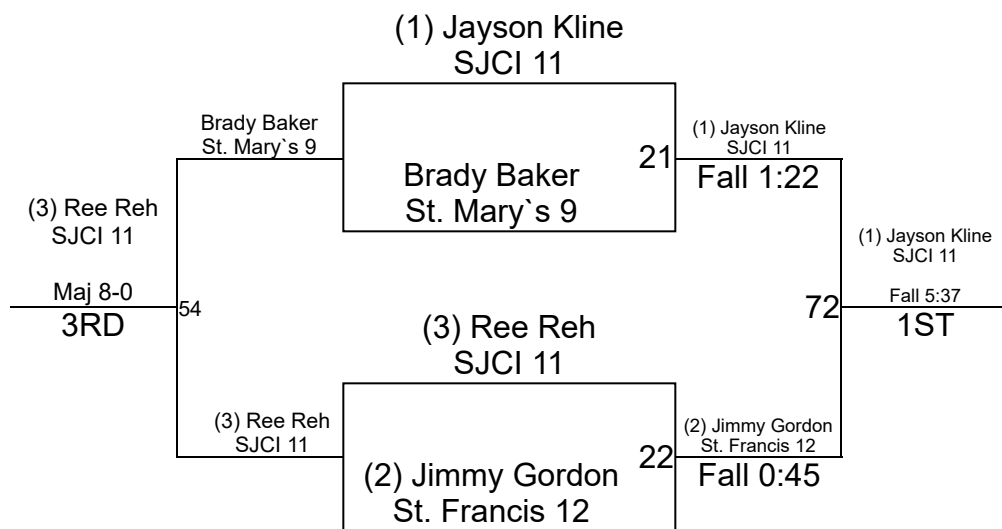 (1) Jayson Kline
SJCI 11
Brady Baker
St. Mary`s 9
Brady Baker
St. Mary`s 9
21
(1) Jayson Kline
SJCI 11
Fall 1:22
(3) Ree Reh
SJCI 11
Maj 8-0
3RD
54
(1) Jayson Kline
SJCI 11
72
Fall 5:37
1ST
(3) Ree Reh
SJCI 11
(3) Ree Reh
SJCI 11
(2) Jimmy Gordon
St. Francis 12
22
(2) Jimmy Gordon
St. Francis 12
Fall 0:45